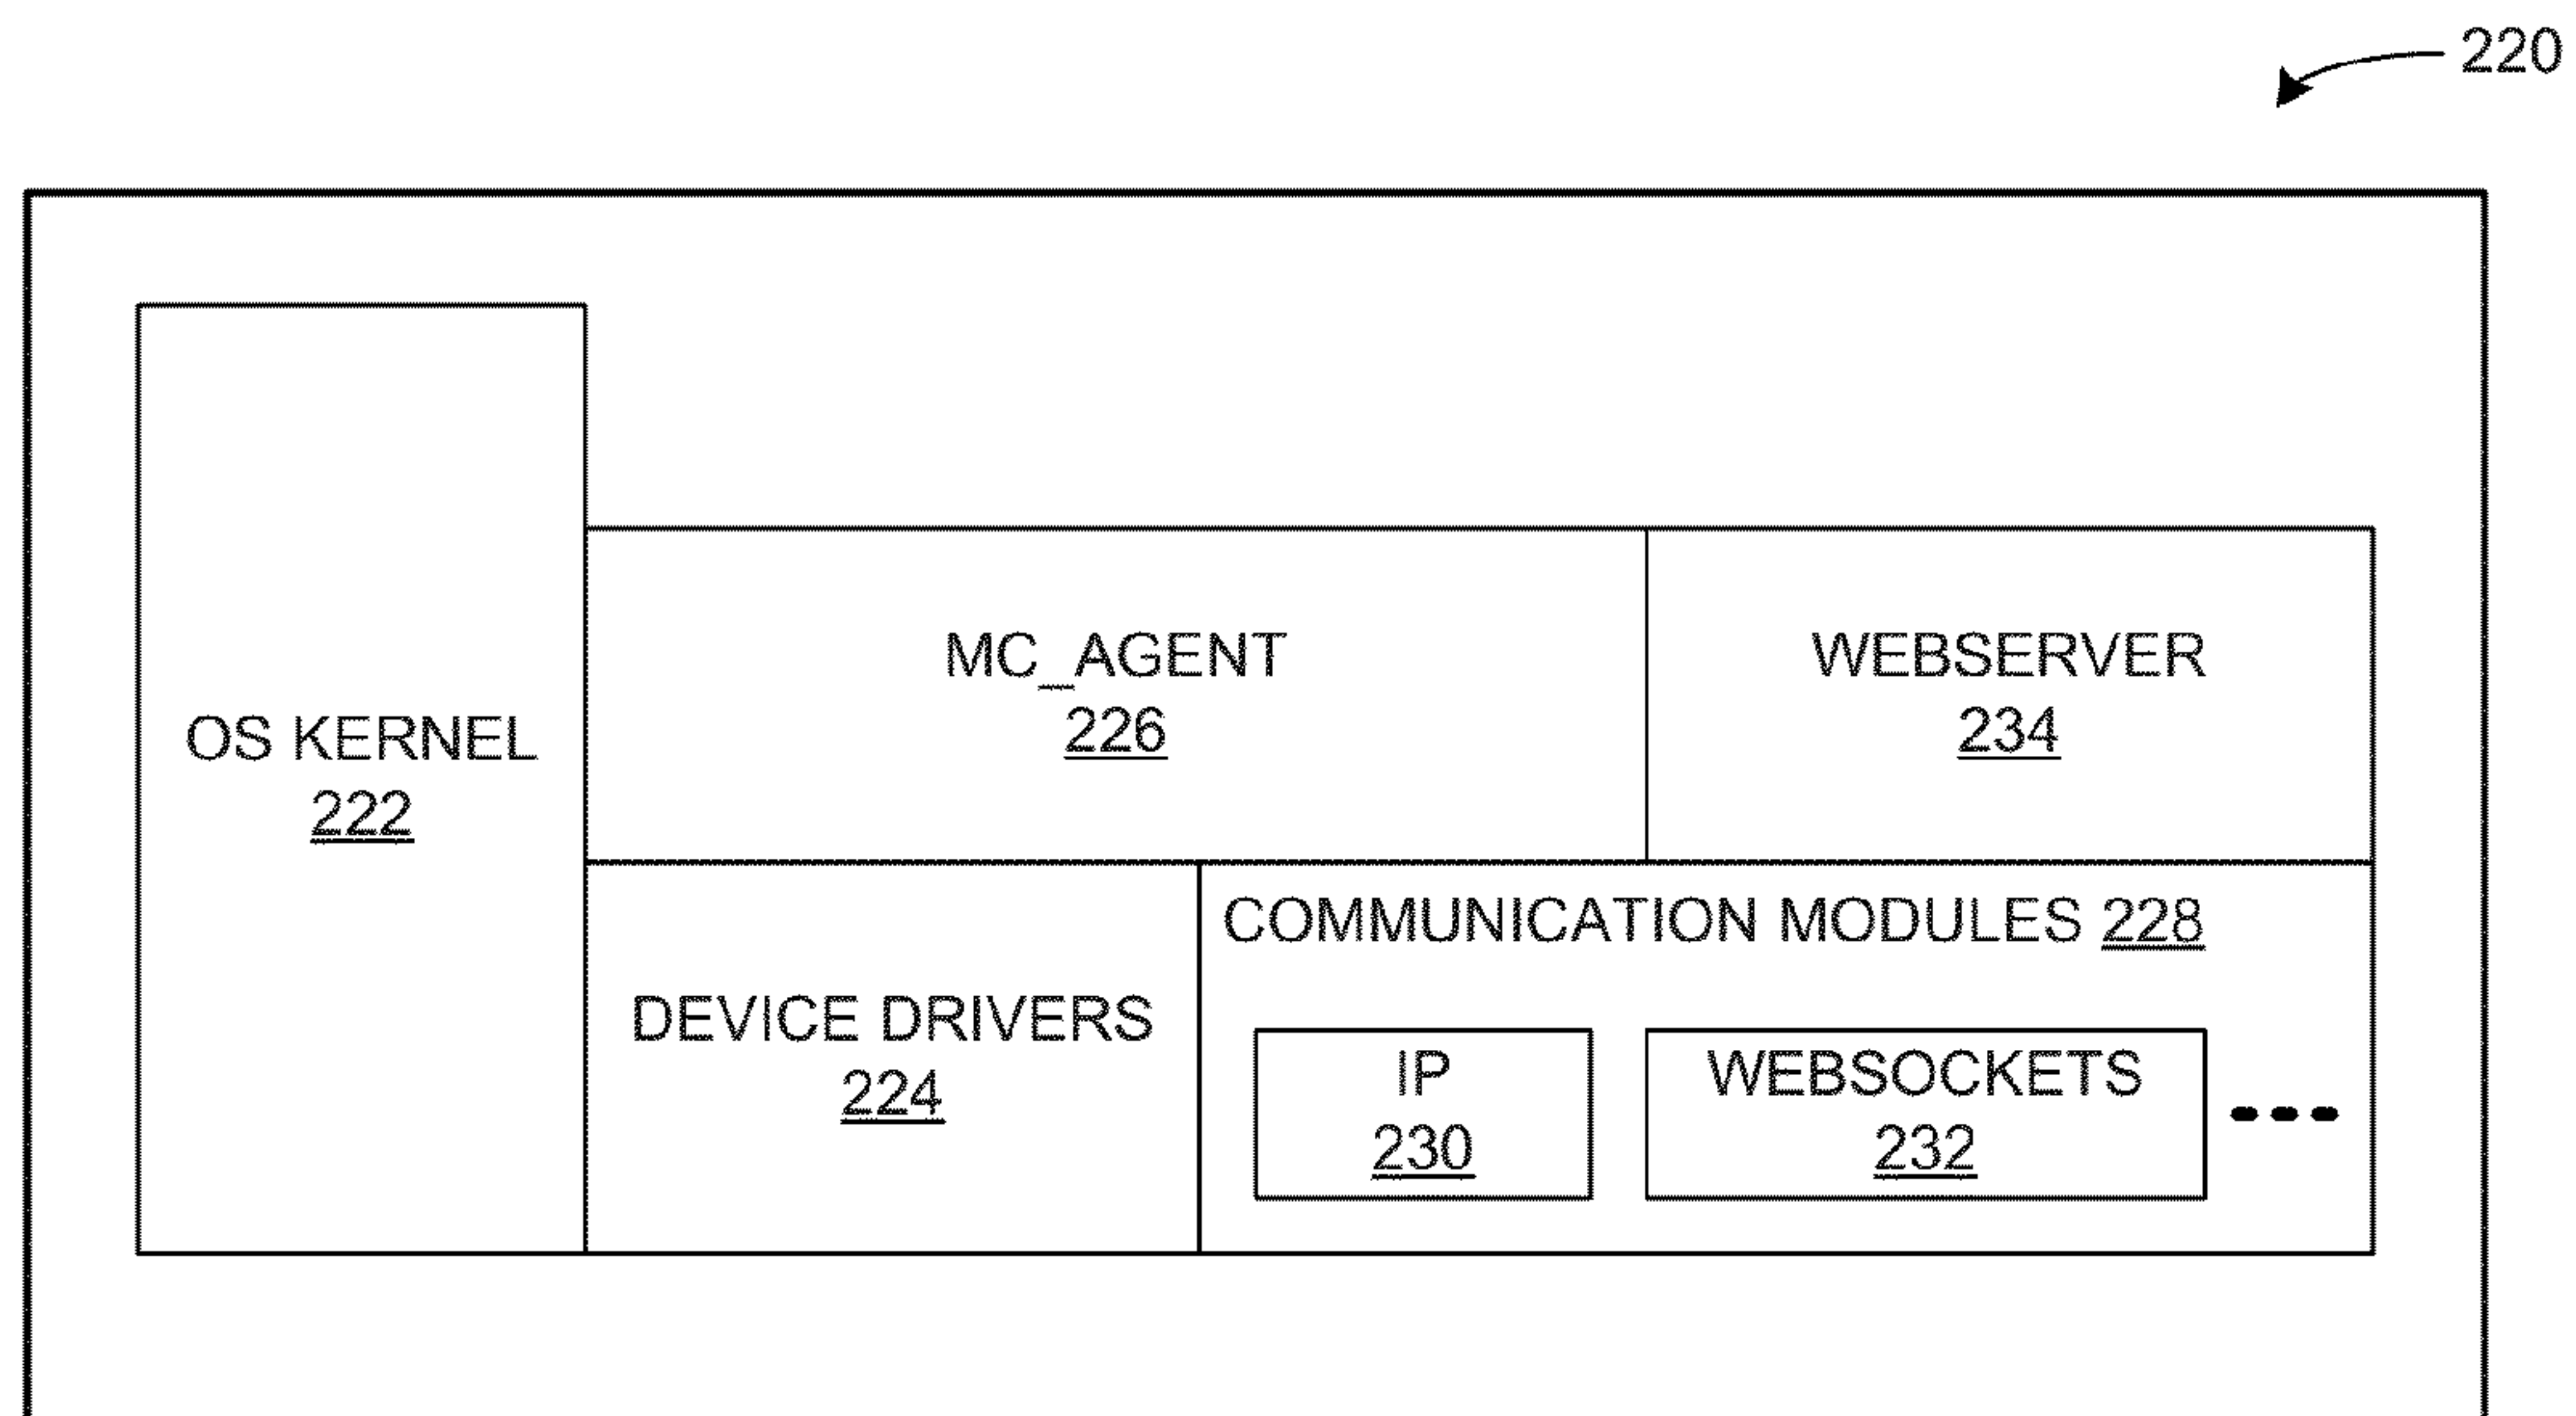 220
OS KERNEL
222
MC_AGENT
226
WEBSERVER
234
DEVICE DRIVERS
224
COMMUNICATION MODULES 228
IP
230
WEBSOCKETS
232